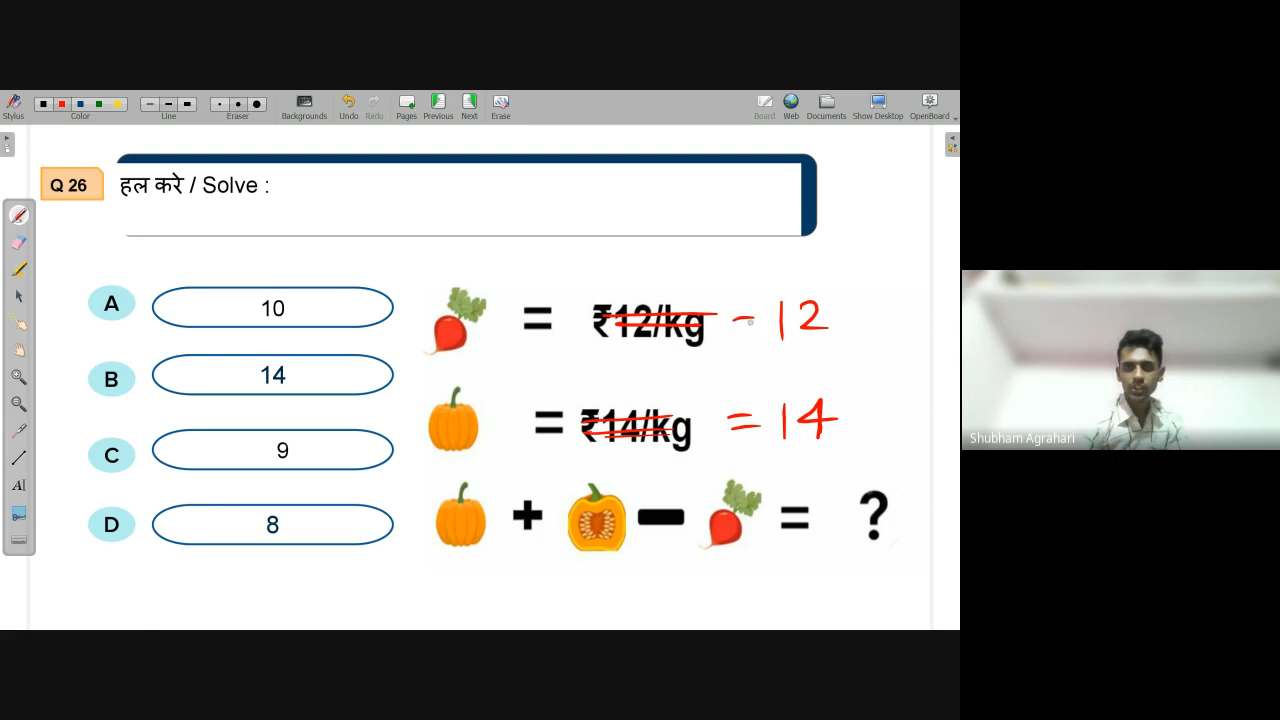 Stylus
Color
Line
Eraser
Backgrounds
Undo
Redo
Pages
Previous
Next
Erase
Board
Web
Documents
Show Desktop
OpenBoard
Q 26
हल करे / Solve :
A 10
B 14
C 9
D 8
= ₹12/kg - 12
= ₹14/kg = 14
+ - = ?
Shubham Agrahari